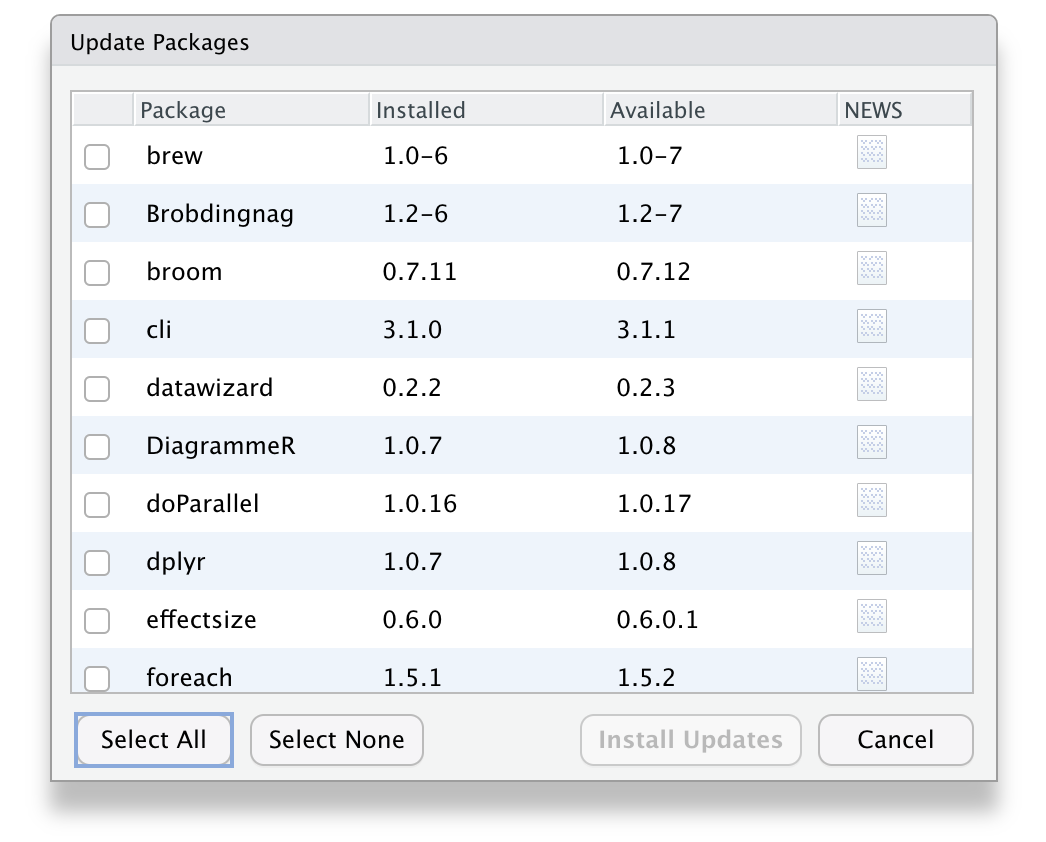 Update Packages
Package Installed Available NEWS
brew 1.0-6 1.0-7
Brobdingnag 1.2-6 1.2-7
broom 0.7.11 0.7.12
cli 3.1.0 3.1.1
datawizard 0.2.2 0.2.3
DiagrammeR 1.0.7 1.0.8
doParallel 1.0.16 1.0.17
dplyr 1.0.7 1.0.8
effectsize 0.6.0 0.6.0.1
foreach 1.5.1 1.5.2
Select All Select None Install Updates Cancel